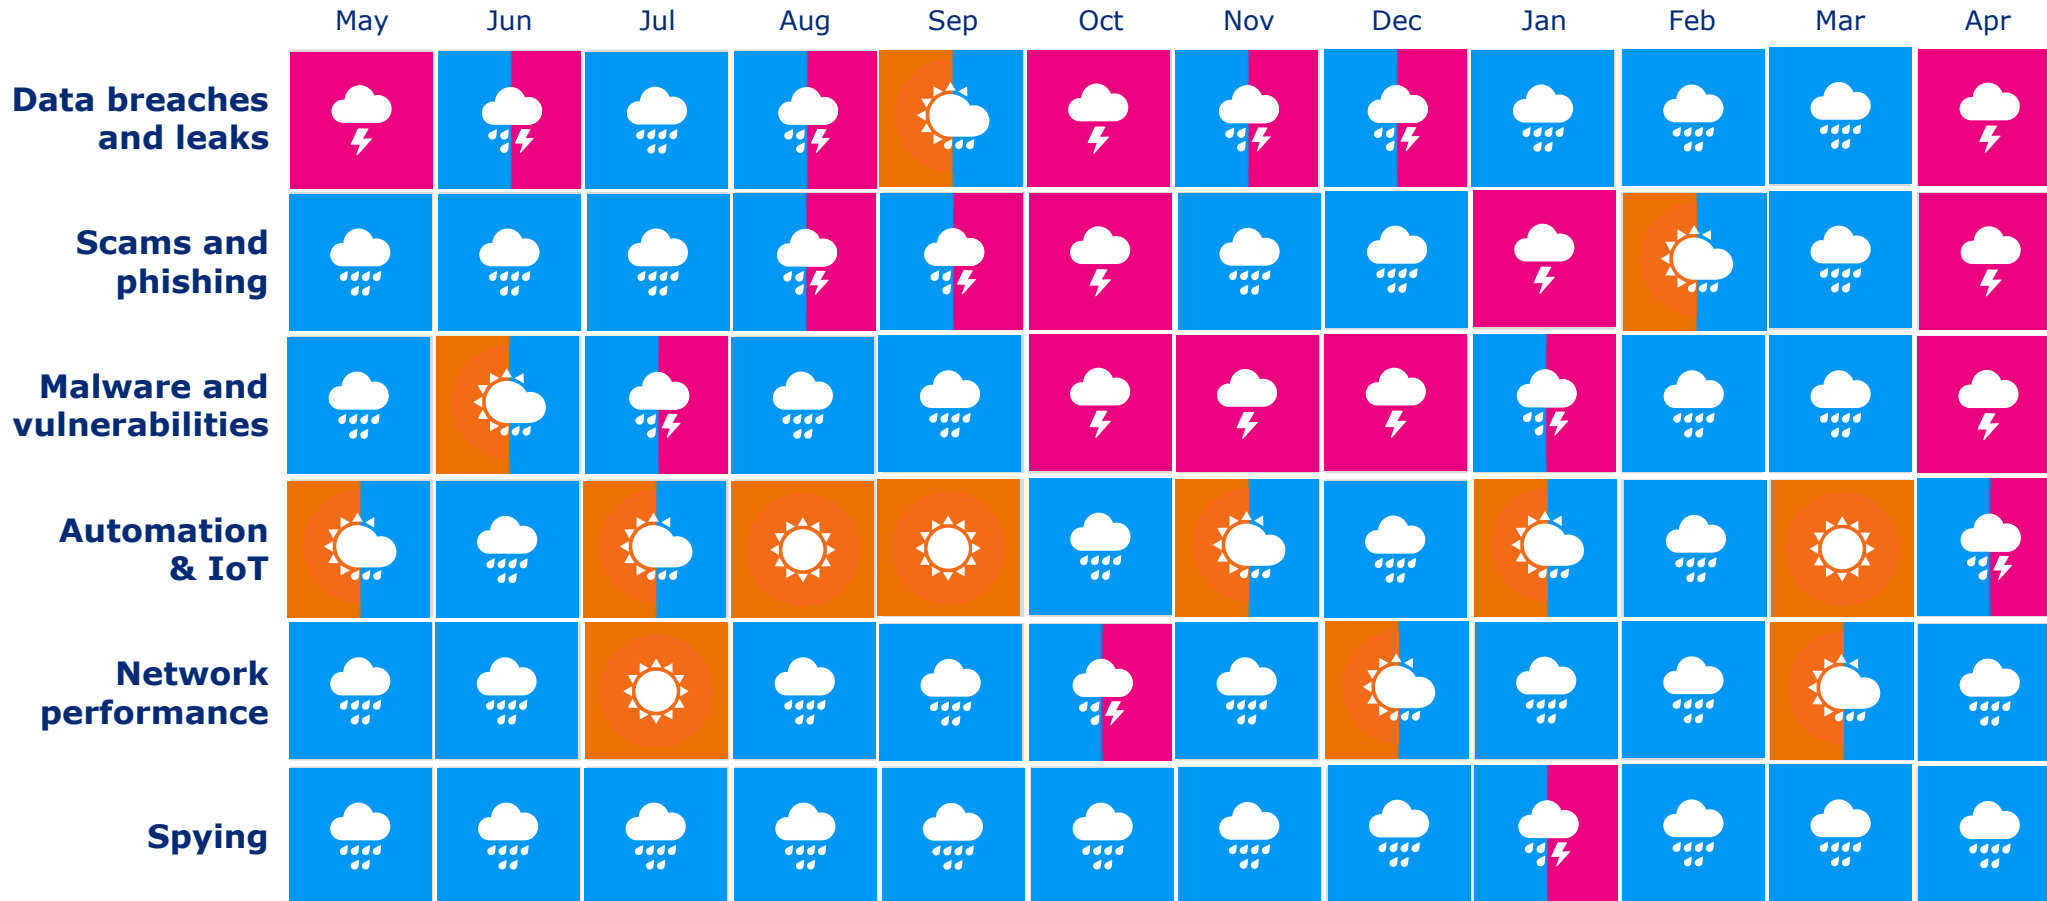 May Jun Jul Aug Sep Oct Nov Dec Jan Feb Mar Apr
Data breaches
and leaks
Scams and
phishing
Malware and
vulnerabilities
Automation
& IoT
Network
performance
Spying